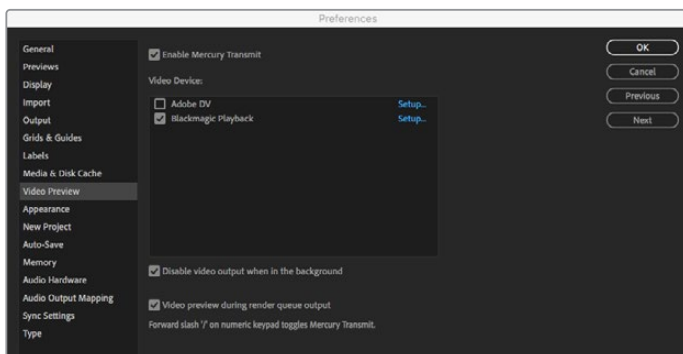 Preferences
General
Previews
Display
Import
Output
Grids & Guides
Labels
Media & Disk Cache
Video Preview
Appearance
New Project
Auto-Save
Memory
Audio Hardware
Audio Output Mapping
Sync Settings
Type
Enable Mercury Transmit
Video Device:
Adobe DV Setup...
Blackmagic Playback Setup...
Disable video output when in the background
Video preview during render queue output
Forward slash '/' on numeric keypad toggles Mercury Transmit.
OK
Cancel
Previous
Next